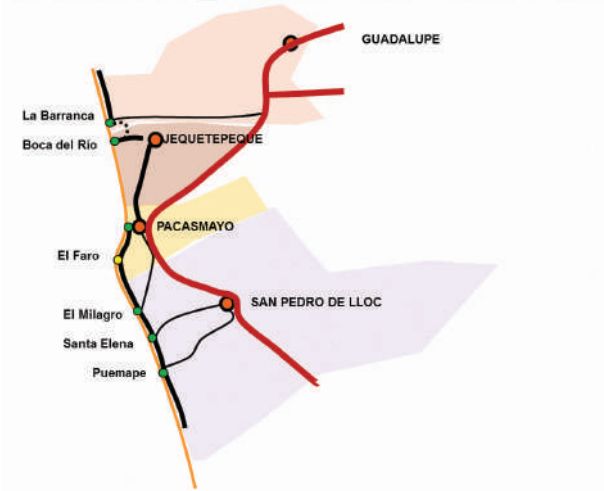 GUADALUPE
La Barranca
Boca del Río
JEQUETEPEQUE
PACASMAYO
El Faro
SAN PEDRO DE LLOC
El Milagro
Santa Elena
Puemape